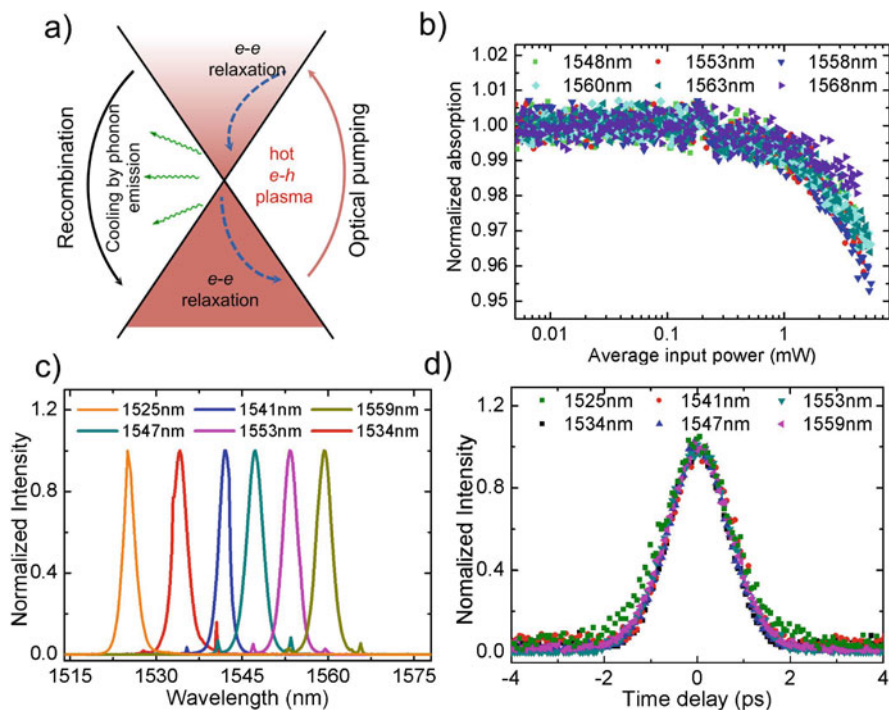 a)
e-e
relaxation
Recombination
Cooling by phonon
emission
hot
e-h
plasma
Optical pumping
e-e
relaxation
b)
1.02
1.01
1.00
0.99
0.98
0.97
0.96
0.95
Normalized absorption
1548nm 1553nm 1558nm
1560nm 1563nm 1568nm
0.01 0.1 1
Average input power (mW)
c)
1.2
0.8
0.4
0.0
Normalized Intensity
1525nm 1541nm 1559nm
1547nm 1553nm 1534nm
1515 1530 1545 1560 1575
Wavelength (nm)
d)
1.2
0.8
0.4
0.0
Normalized Intensity
1525nm 1541nm 1553nm
1534nm 1547nm 1559nm
-4 -2 0 2 4
Time delay (ps)